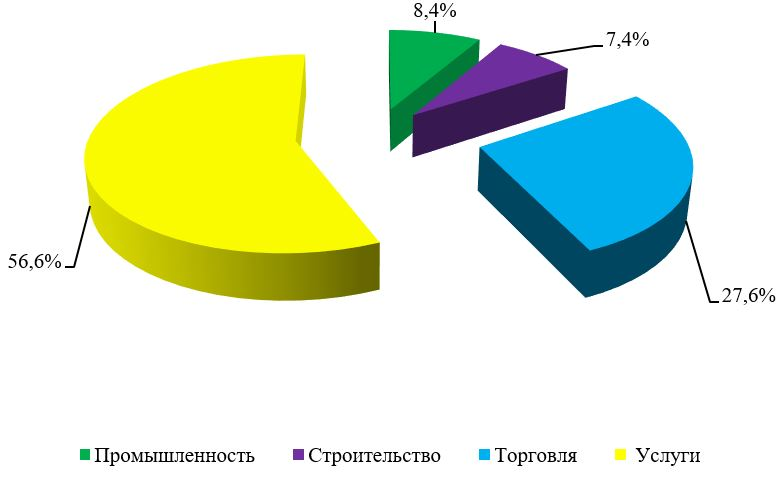 8,4%
7,4%
56,6%
27,6%
Промышленность Строительство Торговля Услуги